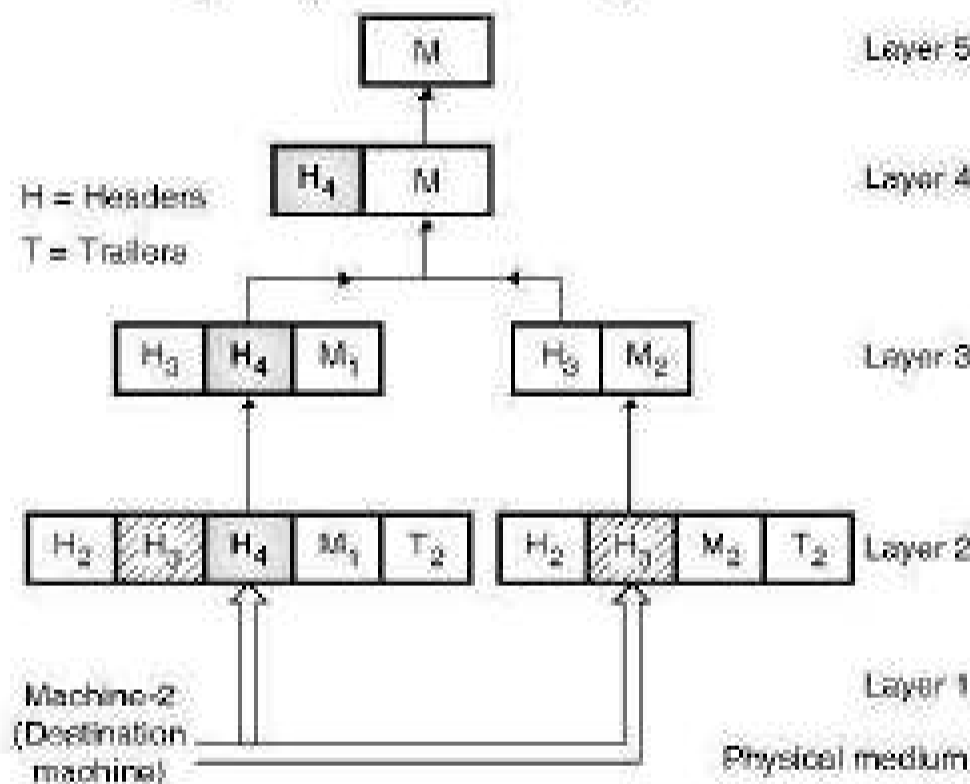 M
Layer 5
H4 M
Layer 4
H = Headers
T = Trailers
H3 H4 M1
H3 M2
Layer 3
H2 H3 H4 M1 T2
H2 H3 M2 T2
Layer 2
Machine-2
(Destination
machine)
Layer 1
Physical medium